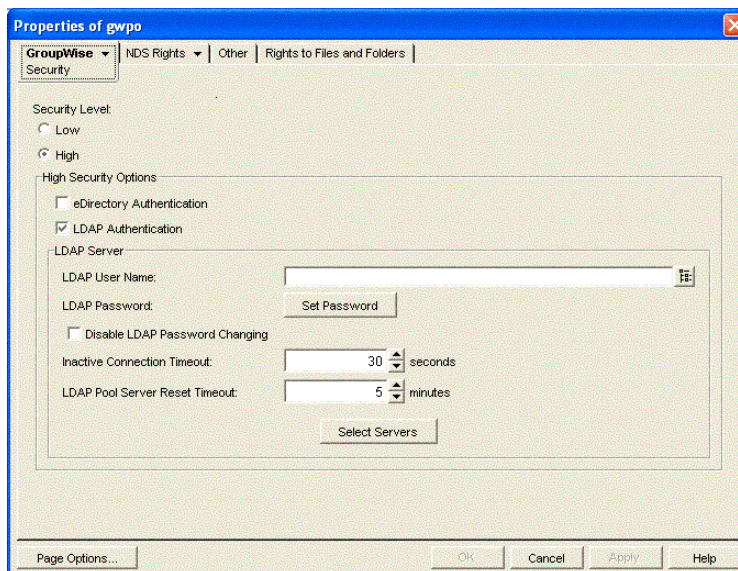 Properties of gwpo
GroupWise NDS Rights Other Rights to Files and Folders
Security
Security Level:
Low
High
High Security Options
eDirectory Authentication
LDAP Authentication
LDAP Server
LDAP User Name:
LDAP Password: Set Password
Disable LDAP Password Changing
Inactive Connection Timeout: 30 seconds
LDAP Pool Server Reset Timeout: 5 minutes
Select Servers
Page Options... OK Cancel Apply Help